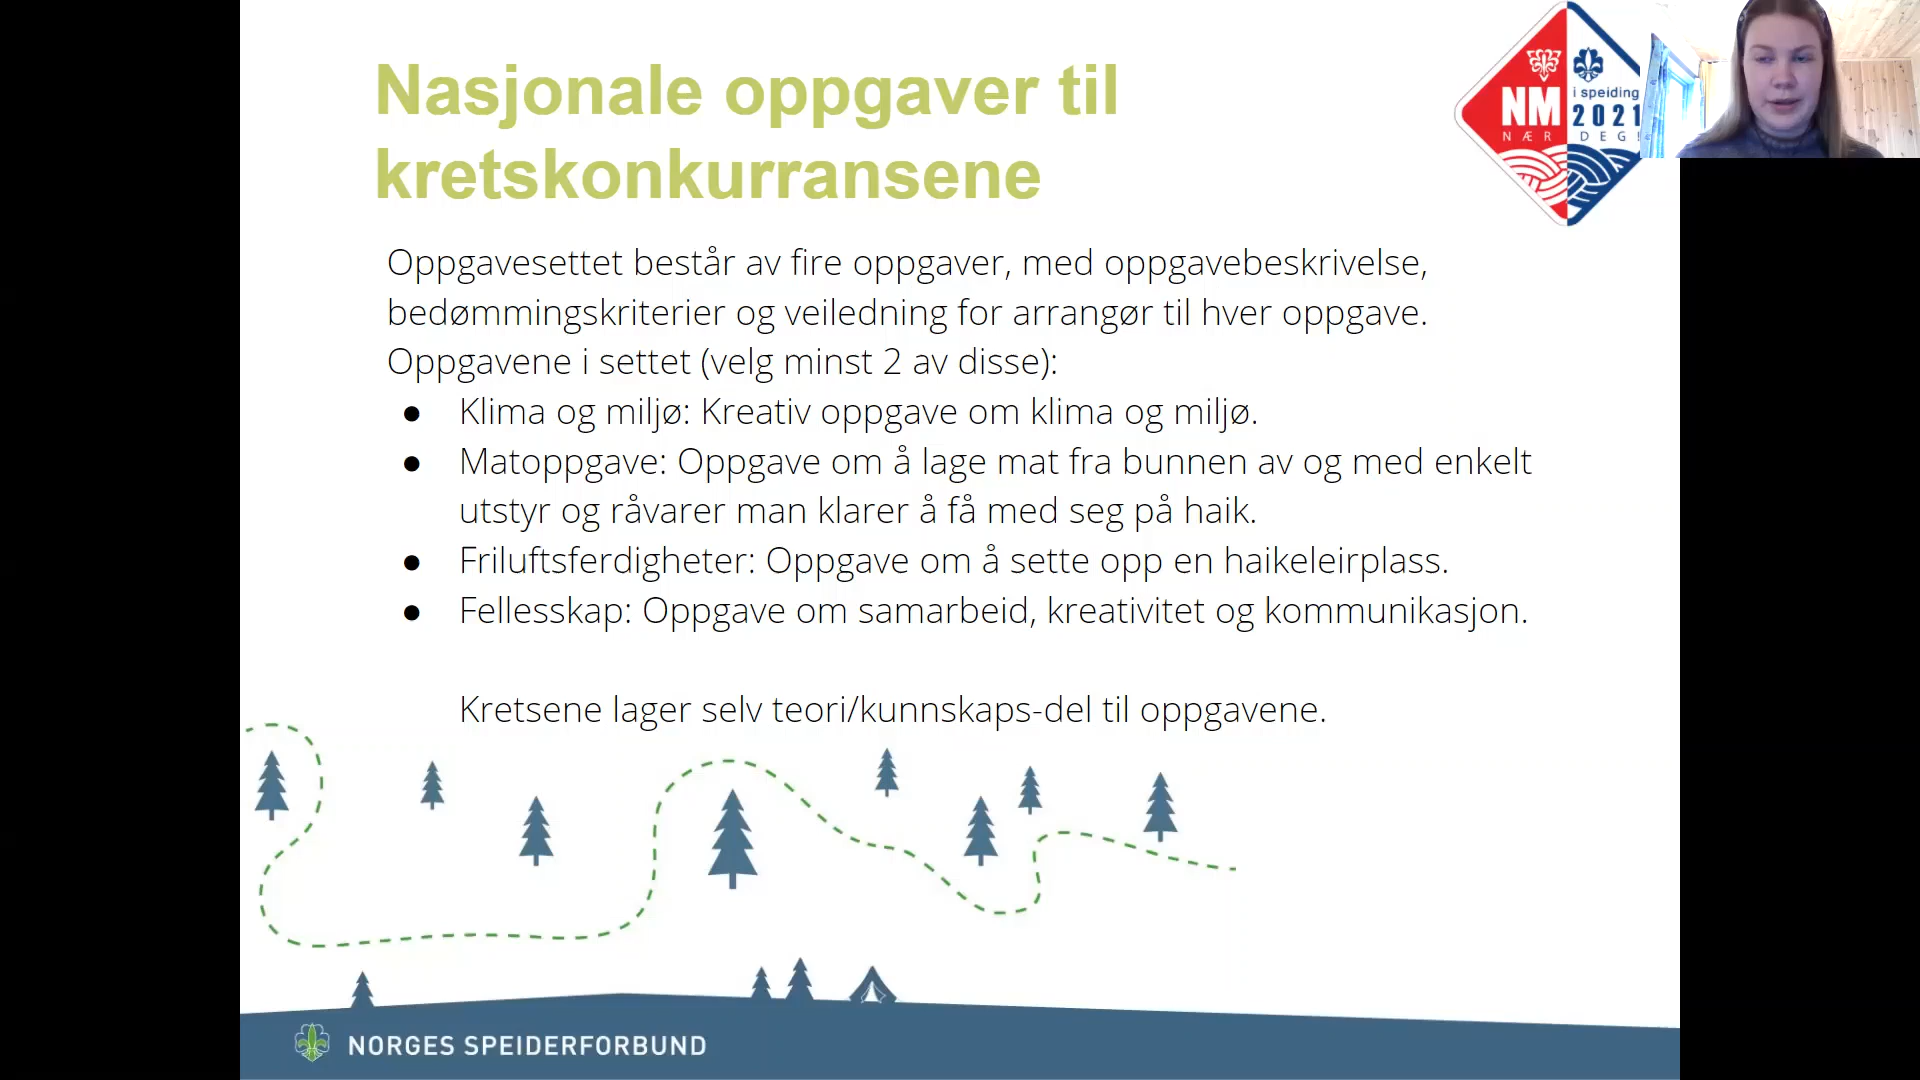 Nasjonale oppgaver til
kretskonkurransene
NM
i speiding
2021
NÆR DEG!
Oppgavesettet består av fire oppgaver, med oppgavebeskrivelse,
bedømmingskriterier og veiledning for arrangør til hver oppgave.
Oppgavene i settet (velg minst 2 av disse):
● Klima og miljø: Kreativ oppgave om klima og miljø.
● Matoppgave: Oppgave om å lage mat fra bunnen av og med enkelt
utstyr og råvarer man klarer å få med seg på haik.
● Friluftsferdigheter: Oppgave om å sette opp en haikeleirplass.
● Fellesskap: Oppgave om samarbeid, kreativitet og kommunikasjon.
Kretsene lager selv teori/kunnskaps-del til oppgavene.
NORGES SPEIDERFORBUND